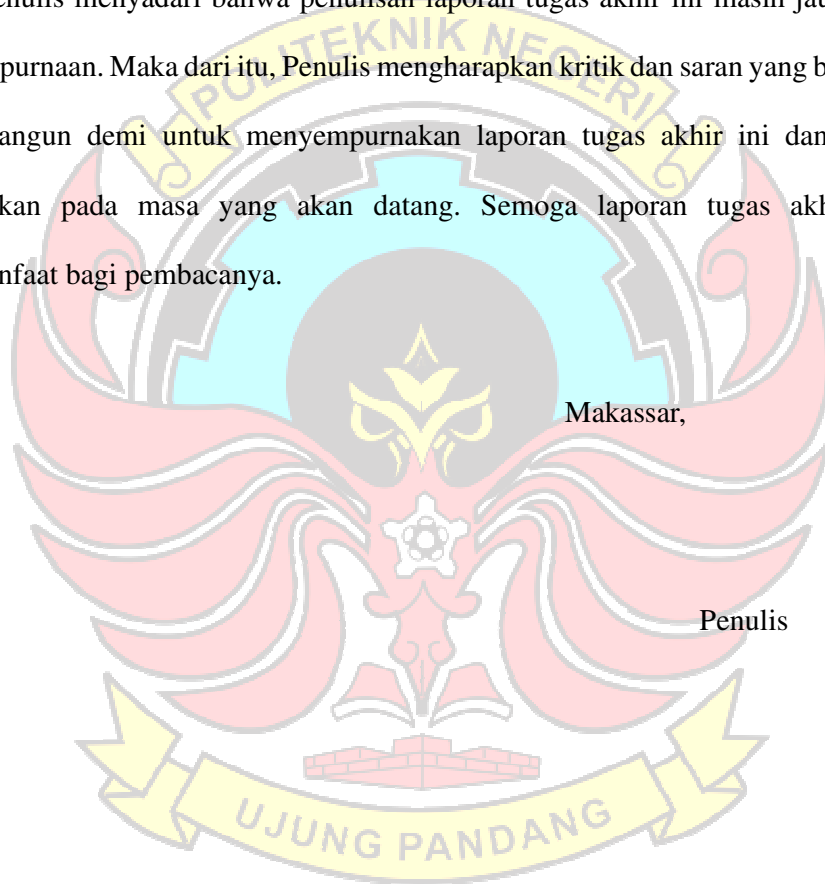 enulis menyadari bahwa penulisan laporan tugas akhir ini masih jau
purnaan. Maka dari itu, Penulis mengharapkan kritik dan saran yang b
angun demi untuk menyempurnakan laporan tugas akhir ini dan
kan pada masa yang akan datang. Semoga laporan tugas akh
nfaat bagi pembacanya.
Makassar,
Penulis
POLITEKNIK NEGERI
UJUNG PANDANG